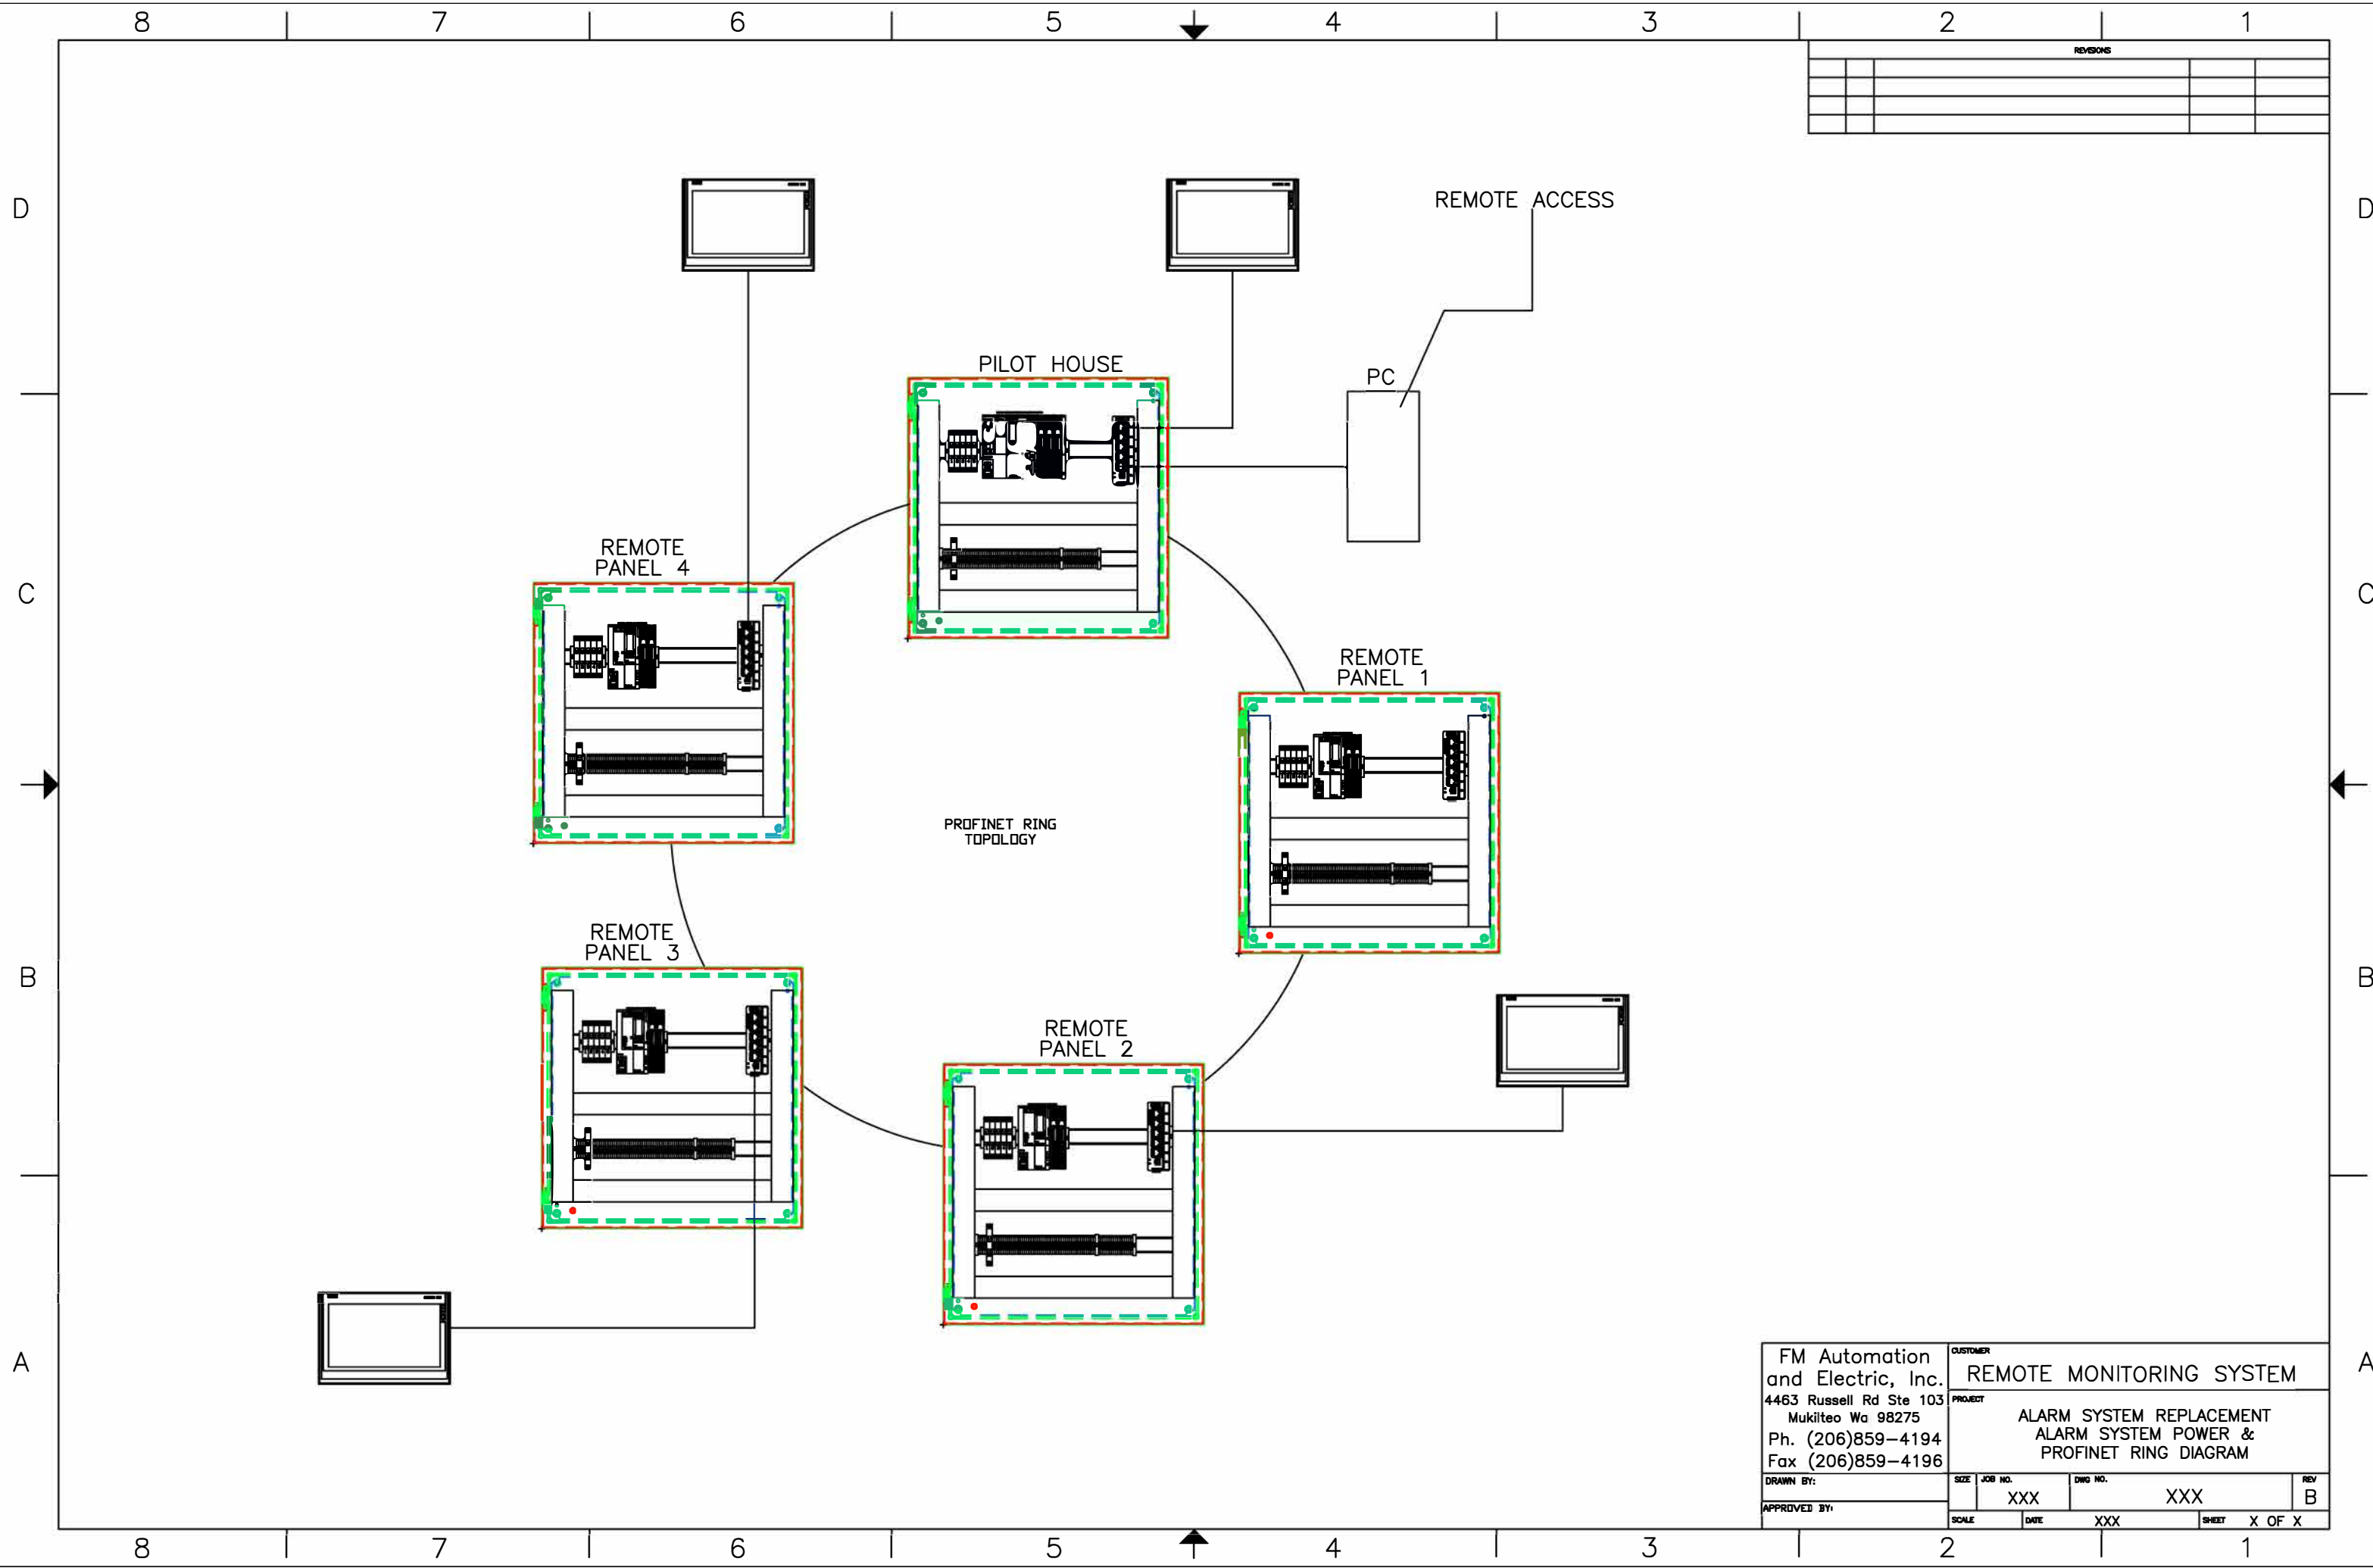 8 7 6 5 4 3 2 1
REVISIONS
D D
REMOTE ACCESS
PILOT HOUSE
PC
REMOTE
PANEL 4
C C
REMOTE
PANEL 1
PROFINET RING
TOPOLOGY
REMOTE
PANEL 3
B B
REMOTE
PANEL 2
A A
FM Automation
and Electric, Inc.
4463 Russell Rd Ste 103
Mukilteo Wa 98275
Ph. (206)859-4194
Fax (206)859-4196
DRAWN BY:
APPROVED BY:
CUSTOMER
REMOTE MONITORING SYSTEM
PROJECT
ALARM SYSTEM REPLACEMENT
ALARM SYSTEM POWER &
PROFINET RING DIAGRAM
SIZE JOB NO. DWG NO. REV
XXX XXX B
SCALE DATE XXX SHEET X OF X
8 7 6 5 4 3 2 1